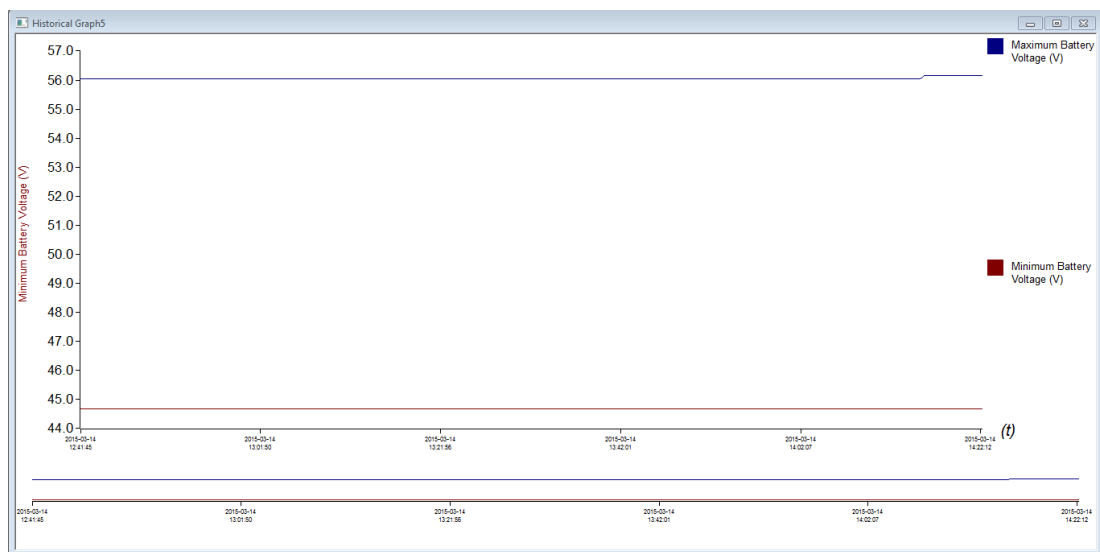 Historical Graph5
Maximum Battery
Voltage (V)
57.0
56.0
55.0
54.0
53.0
52.0
51.0
50.0
49.0
48.0
47.0
46.0
45.0
44.0
Minimum Battery Voltage (V)
Minimum Battery
Voltage (V)
(t)
2015-03-14 2015-03-14 2015-03-14 2015-03-14 2015-03-14 2015-03-14
12:41:45 13:01:50 13:21:56 13:42:01 14:02:07 14:22:12
2015-03-14 2015-03-14 2015-03-14 2015-03-14 2015-03-14 2015-03-14
12:41:45 13:01:50 13:21:56 13:42:01 14:02:07 14:22:12